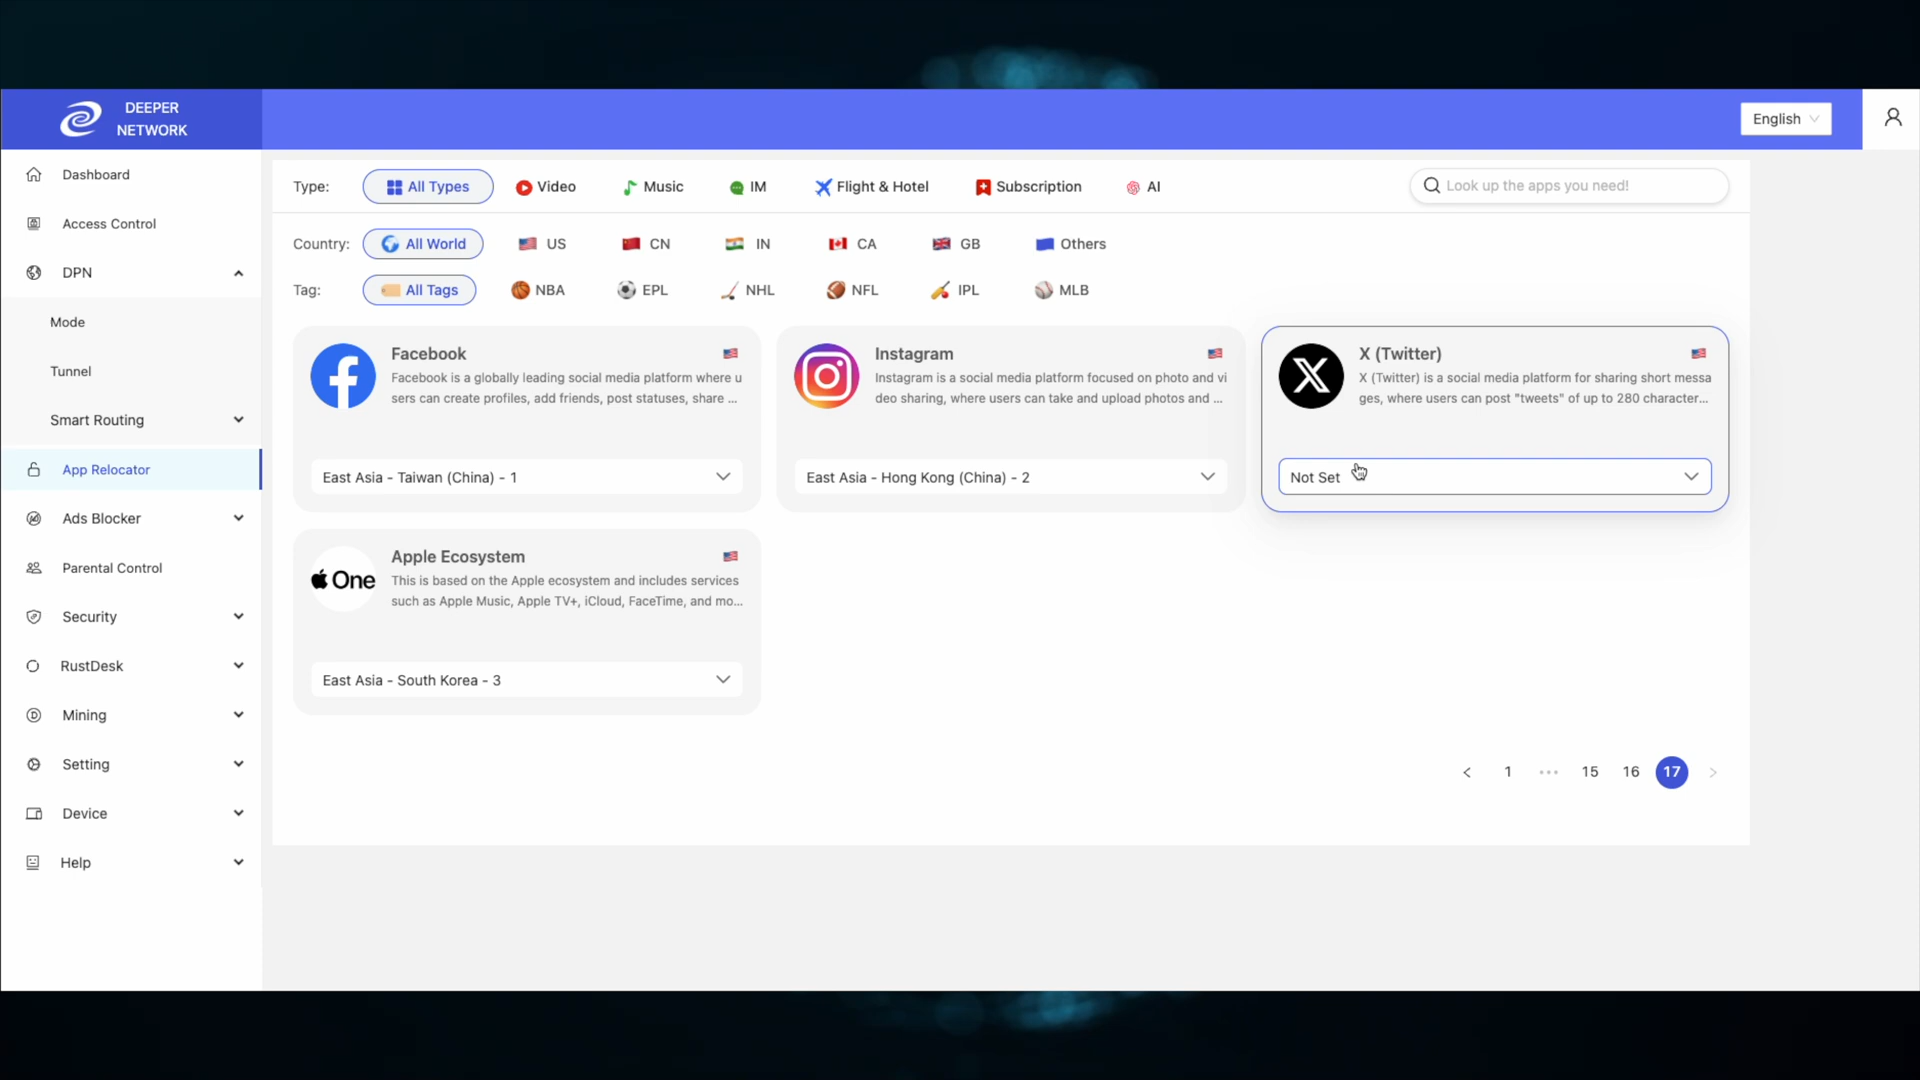 DEEPER
NETWORK
English
Dashboard
Access Control
DPN
Mode
Tunnel
Smart Routing
App Relocator
Ads Blocker
Parental Control
Security
RustDesk
Mining
Setting
Device
Help
Type: All Types Video Music IM Flight & Hotel Subscription AI
Look up the apps you need!
Country: All World US CN IN CA GB Others
Tag: All Tags NBA EPL NHL NFL IPL MLB
Facebook
Facebook is a globally leading social media platform where u
sers can create profiles, add friends, post statuses, share ...
East Asia - Taiwan (China) - 1
Instagram
Instagram is a social media platform focused on photo and vi
deo sharing, where users can take and upload photos and ...
East Asia - Hong Kong (China) - 2
X (Twitter)
X (Twitter) is a social media platform for sharing short messa
ges, where users can post "tweets" of up to 280 character...
Not Set
One
Apple Ecosystem
This is based on the Apple ecosystem and includes services
such as Apple Music, Apple TV+, iCloud, FaceTime, and mo...
East Asia - South Korea - 3
< 1 ••• 15 16 17 >